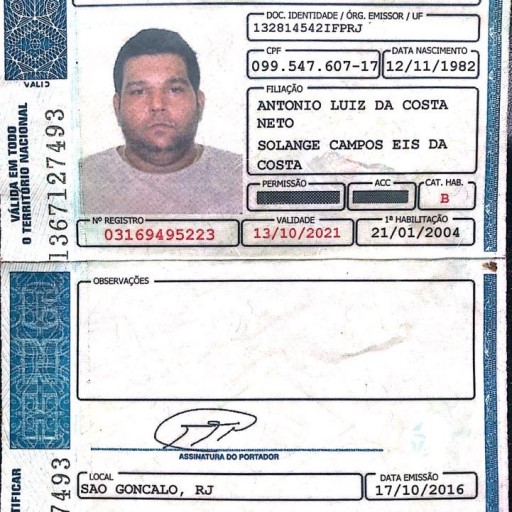 DOC. IDENTIDADE / ÓRG. EMISSOR / UF
132814542IFPRJ
CPF
DATA NASCIMENTO
099.547.607-17
12/11/1982
FILIAÇÃO
ANTONIO LUIZ DA COSTA
NETO
SOLANGE CAMPOS EIS DA
COSTA
PERMISSÃO
ACC
CAT. HAB.
B
Nº REGISTRO
VALIDADE
1ª HABILITAÇÃO
03169495223
13/10/2021
21/01/2004
VÁLIDA EM TODO
O TERRITÓRIO NACIONAL
1367127493
OBSERVAÇÕES
ASSINATURA DO PORTADOR
LOCAL
DATA EMISSÃO
SAO GONCALO, RJ
17/10/2016
TIFICAR
7493